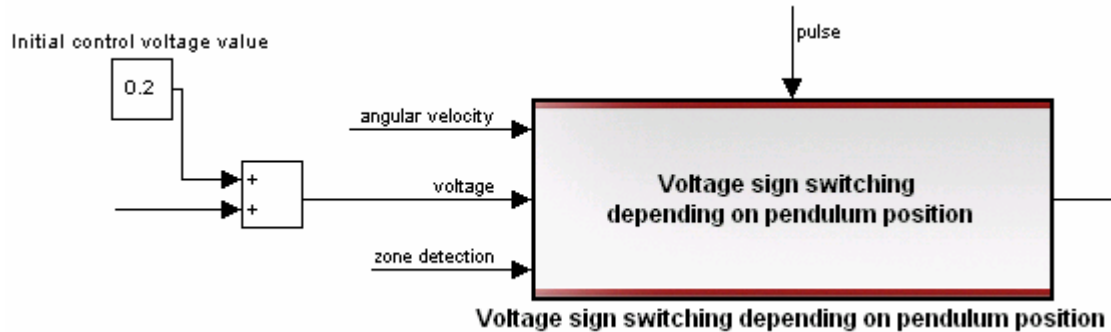 pulse
Initial control voltage value
0.2
angular velocity
+
voltage
+
Voltage sign switching
depending on pendulum position
zone detection
Voltage sign switching depending on pendulum position